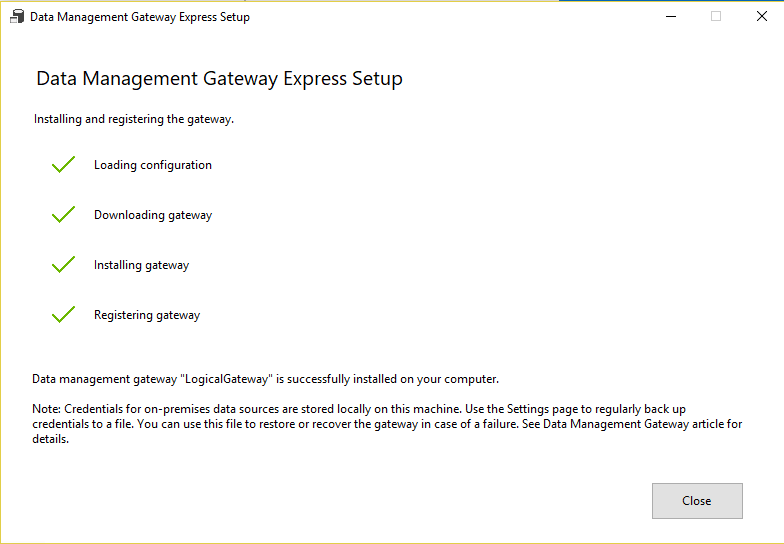 Data Management Gateway Express Setup
Data Management Gateway Express Setup
Installing and registering the gateway.
Loading configuration
Downloading gateway
Installing gateway
Registering gateway
Data management gateway "LogicalGateway" is successfully installed on your computer.
Note: Credentials for on-premises data sources are stored locally on this machine. Use the Settings page to regularly back up
credentials to a file. You can use this file to restore or recover the gateway in case of a failure. See Data Management Gateway article for
details.
Close